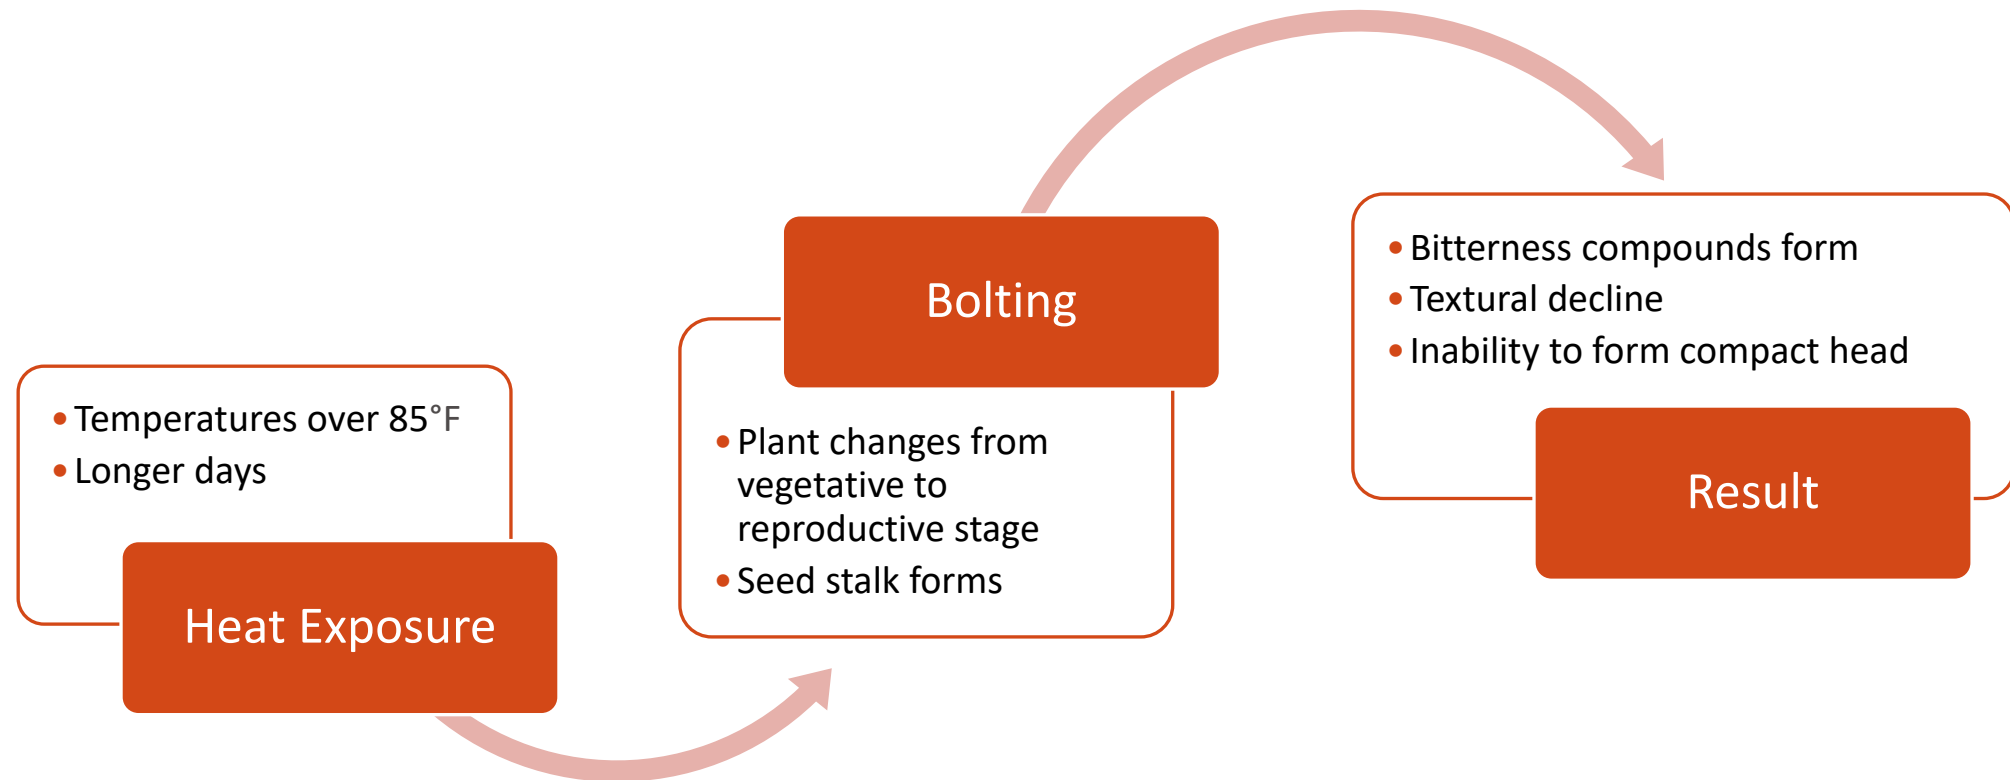 • Temperatures over 85°F
• Longer days
Heat Exposure
Bolting
• Plant changes from
vegetative to
reproductive stage
• Seed stalk forms
• Bitterness compounds form
• Textural decline
• Inability to form compact head
Result